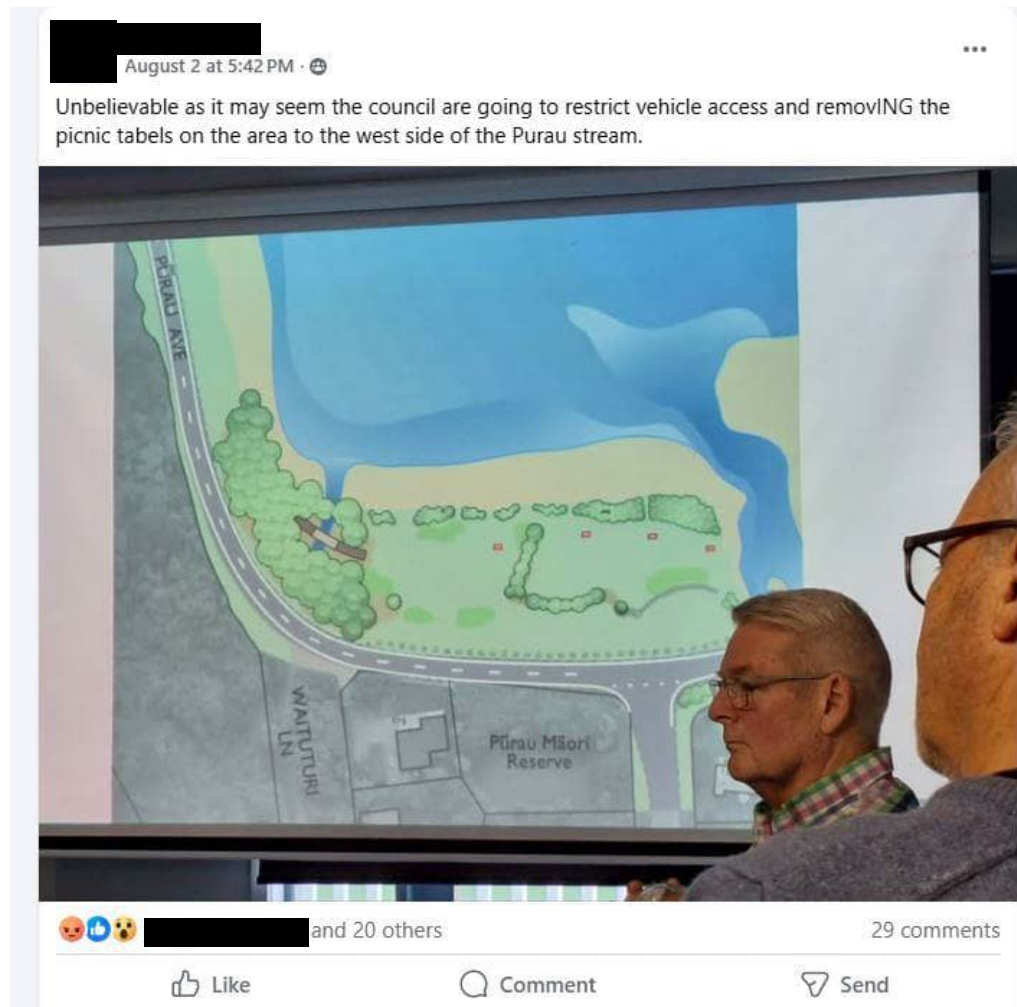 August 2 at 5:42 PM ·
Unbelievable as it may seem the council are going to restrict vehicle access and removING the
picnic tabels on the area to the west side of the Purau stream.
PŪRAU AVE
WAITUTURI
LN
Pūrau Māori
Reserve
and 20 others
29 comments
Like
Comment
Send